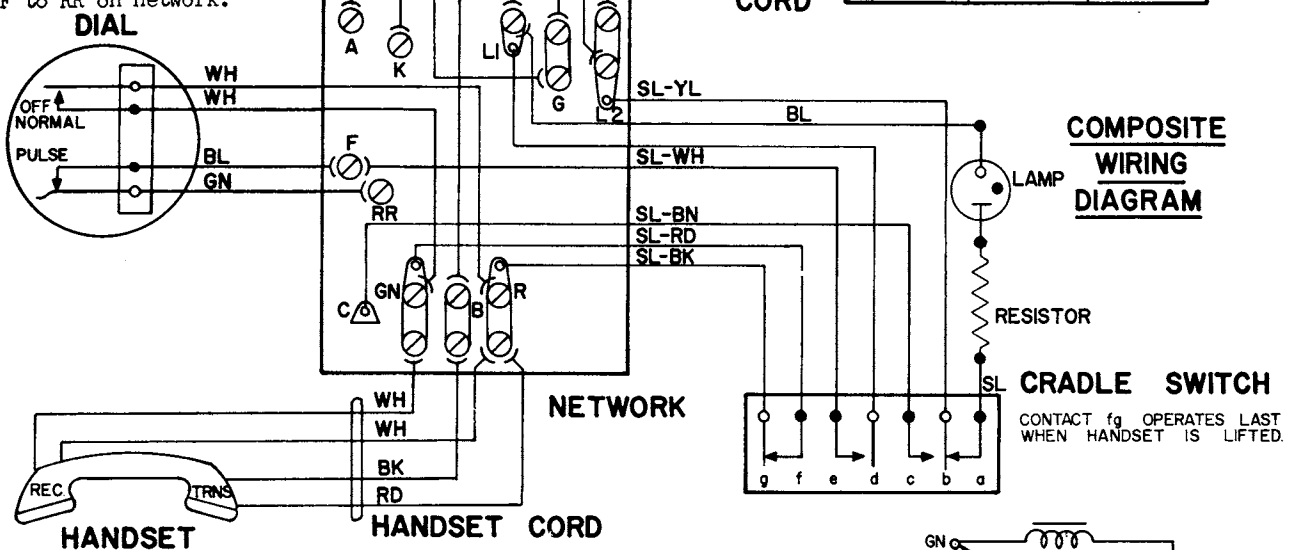 F to RR on network.
DIAL
CORD
A
K
L1
G
L2
WH
WH
OFF
NORMAL
PULSE
BL
GN
F
RR
SL-YL
BL
SL-WH
SL-BN
SL-RD
SL-BK
COMPOSITE
WIRING
DIAGRAM
LAMP
RESISTOR
C
GN
B
R
SL
CRADLE SWITCH
CONTACT fg OPERATES LAST
WHEN HANDSET IS LIFTED.
NETWORK
WH
WH
BK
RD
g f e d c b a
REC.
TRNS
HANDSET
HANDSET CORD
GN